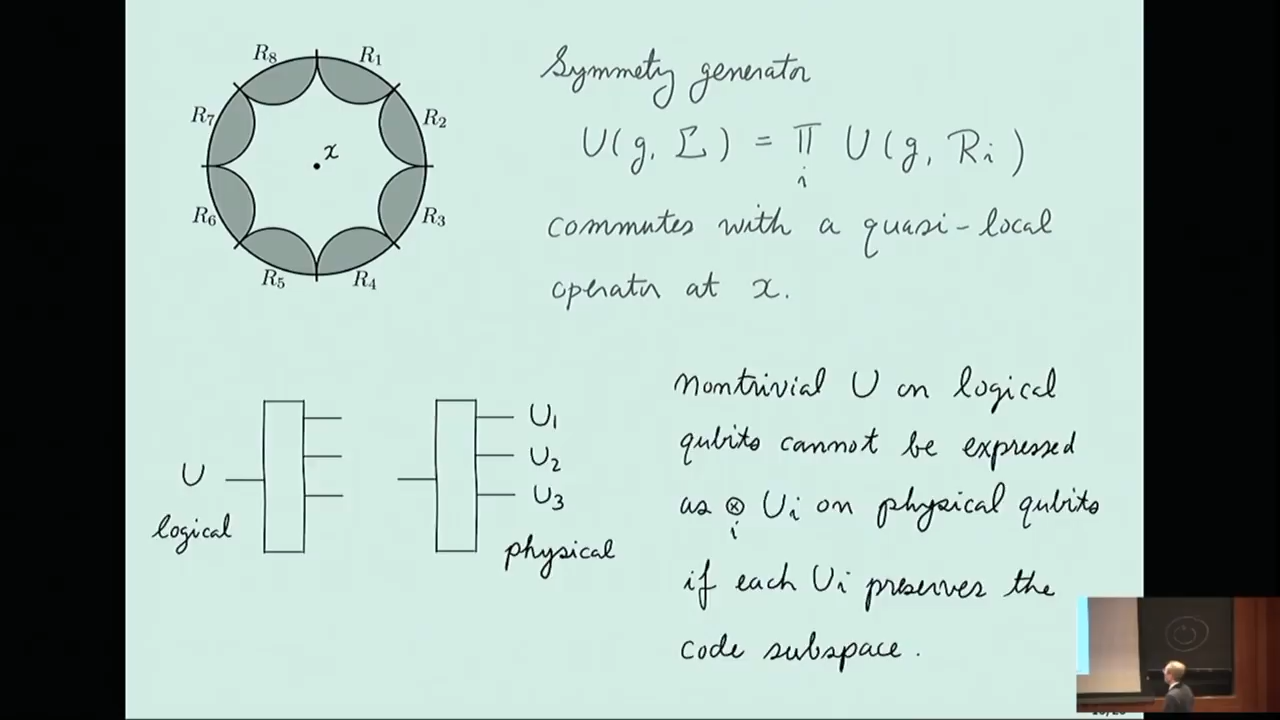 R₈ R₁
R₇ R₂
x
R₆ R₃
R₅ R₄
Symmety generator
U(g, Σ) = Π U(g, Ri)
i
commutes with a quasi-local
operator at x.
U
logical
U₁
U₂
U₃
physical
nontrivial U on logical
qubits cannot be expressed
as ⊗ Ui on physical qubits
i
if each Ui preserves the
code subspace.